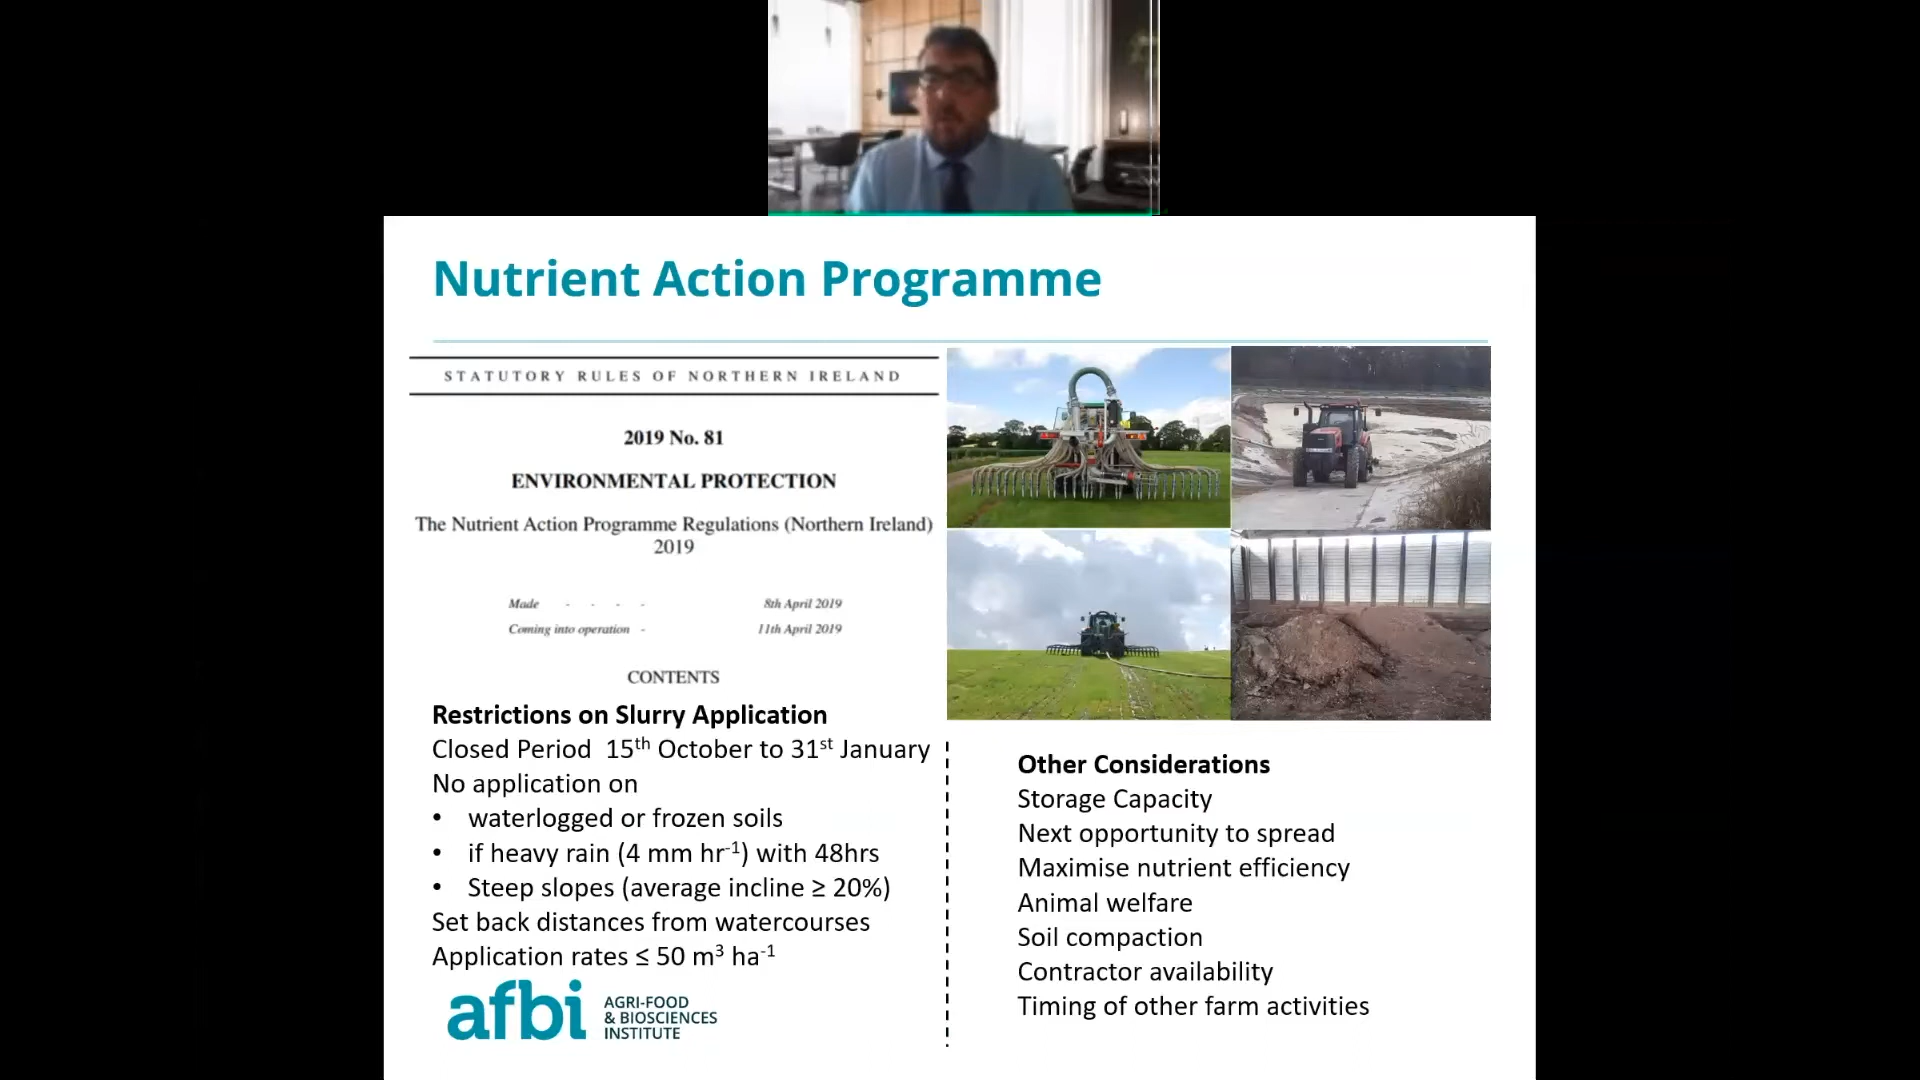 Nutrient Action Programme
STATUTORY RULES OF NORTHERN IRELAND
2019 No. 81
ENVIRONMENTAL PROTECTION
The Nutrient Action Programme Regulations (Northern Ireland)
2019
Made - - - - 8th April 2019
Coming into operation - 11th April 2019
CONTENTS
Restrictions on Slurry Application
Closed Period 15th October to 31st January
No application on
• waterlogged or frozen soils
• if heavy rain (4 mm hr-1) with 48hrs
• Steep slopes (average incline ≥ 20%)
Set back distances from watercourses
Application rates ≤ 50 m3 ha-1
Other Considerations
Storage Capacity
Next opportunity to spread
Maximise nutrient efficiency
Animal welfare
Soil compaction
Contractor availability
Timing of other farm activities
afbi
AGRI-FOOD
& BIOSCIENCES
INSTITUTE